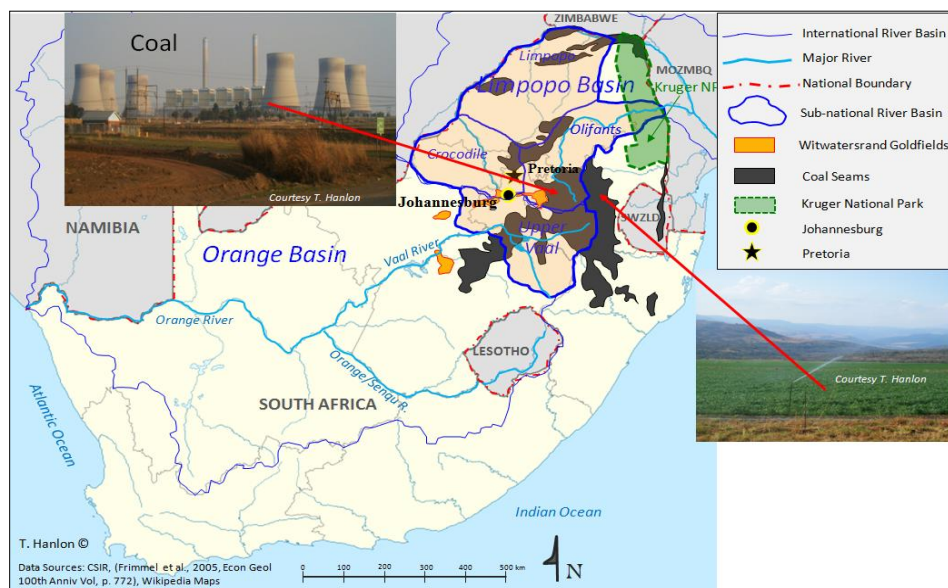 Coal
Courtesy T. Hanlon
ZIMBABWE
MOZMBQ
Kruger NP
Limpopo
Limpopo Basin
Olifants
Crocodile
Pretoria
Johannesburg
SWZLD
Upper
Vaal
Vaal River
NAMIBIA
Orange Basin
Orange River
Orange/Senqu R.
LESOTHO
SOUTH AFRICA
Atlantic Ocean
Indian Ocean
International River Basin
Major River
National Boundary
Sub-national River Basin
Witwatersrand Goldfields
Coal Seams
Kruger National Park
Johannesburg
Pretoria
Courtesy T. Hanlon
T. Hanlon ©
Data Sources: CSIR, (Frimmel et al., 2005, Econ Geol
100th Anniv Vol, p. 772), Wikipedia Maps
0 100 200 300 400 500 km
N